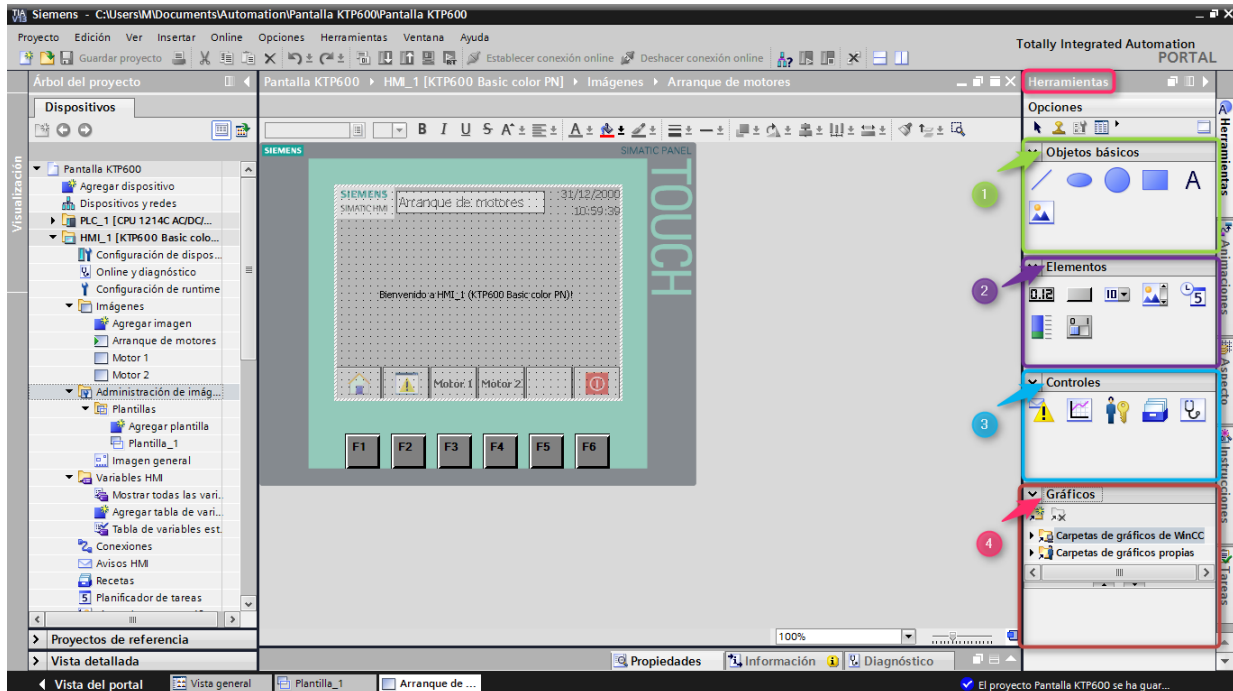 Siemens - C:\Users\M\Documents\Automation\Pantalla KTP600\Pantalla KTP600
Proyecto Edición Ver Insertar Online Opciones Herramientas Ventana Ayuda
Totally Integrated Automation
PORTAL
Guardar proyecto
Establecer conexión online
Deshacer conexión online
Árbol del proyecto
Pantalla KTP600 HMI_1 [KTP600 Basic color PN] Imágenes Arranque de motores
Herramientas
Dispositivos
Opciones
B I U S A A
Visualización
Pantalla KTP600
Agregar dispositivo
Dispositivos y redes
PLC_1 [CPU 1214C AC/DC/...
HMI_1 [KTP600 Basic colo...
Configuración de dispos...
Online y diagnóstico
Configuración de runtime
Imágenes
Agregar imagen
Arranque de motores
Motor 1
Motor 2
Administración de imág...
Plantillas
Agregar plantilla
Plantilla_1
Imagen general
Variables HMI
Mostrar todas las vari..
Agregar tabla de vari...
Tabla de variables est.
Conexiones
Avisos HMI
Recetas
Planificador de tareas
Proyectos de referencia
Vista detallada
SIEMENS
SIMATIC PANEL
TOUCH
SIEMENS
SIMATIC HMI
Arranque de motores
31/12/2000
10:59:39
Bienvenido a HMI_1 (KTP600 Basic color PN)!
Motor 1
Motor 2
F1 F2 F3 F4 F5 F6
100%
Propiedades
Información
Diagnóstico
1
Objetos básicos
A
2
Elementos
0.12
10
5
3
Controles
4
Gráficos
Carpetas de gráficos de WinCC
Carpetas de gráficos propias
Herramientas
Animaciones
Aspecto
Instrucciones
Tareas
Vista del portal
Vista general
Plantilla_1
Arranque de ...
El proyecto Pantalla KTP600 se ha guar...